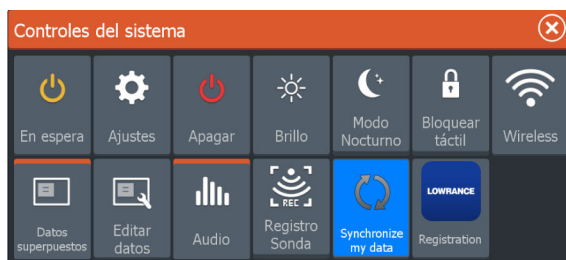 Controles del sistema
En espera
Ajustes
Apagar
Brillo
Modo
Nocturno
Bloquear
táctil
Wireless
Datos
superpuestos
Editar
datos
Audio
REC
Registro
Sonda
Synchronize
my data
LOWRANCE
Registration